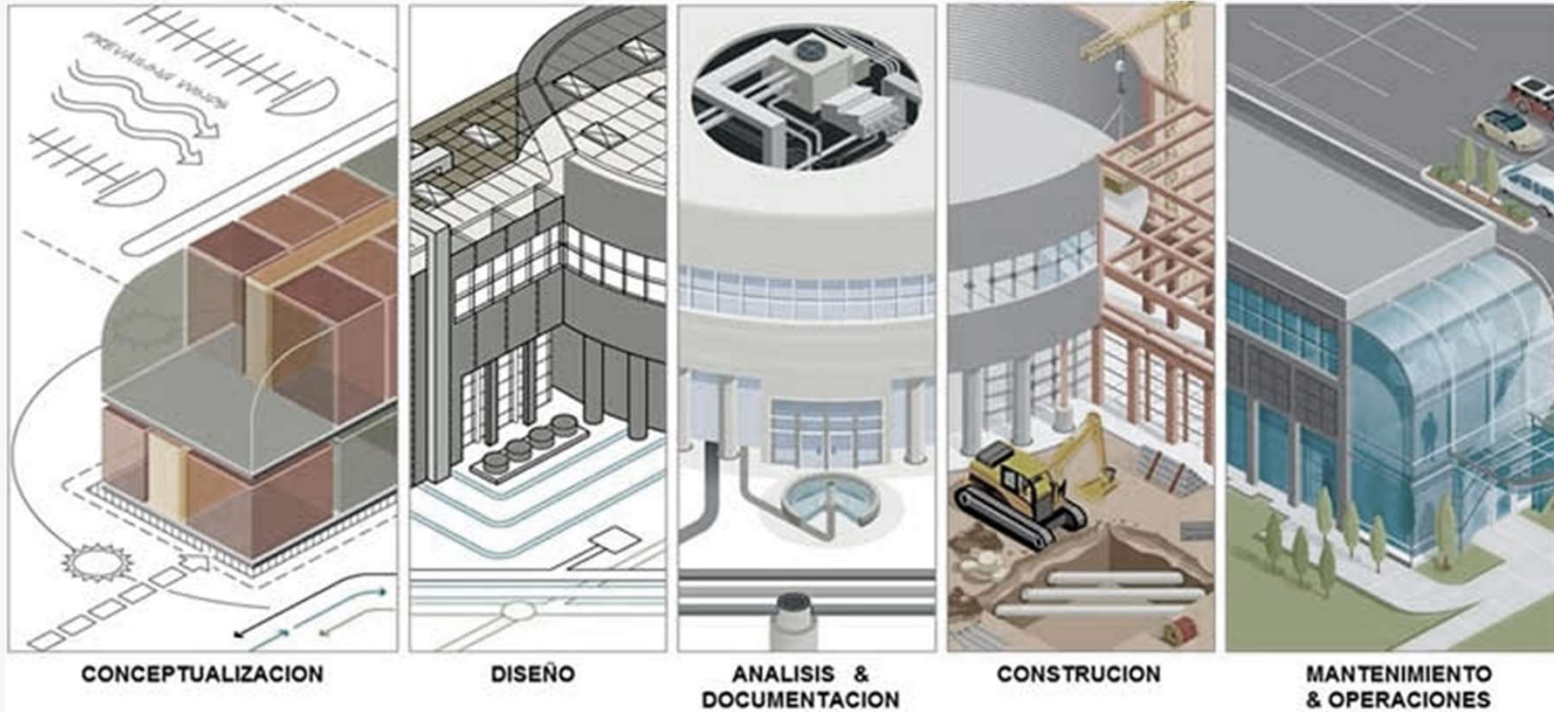 PREVAILING WINDS
CONCEPTUALIZACION
DISEÑO
ANALISIS &
DOCUMENTACION
CONSTRUCION
MANTENIMIENTO
& OPERACIONES